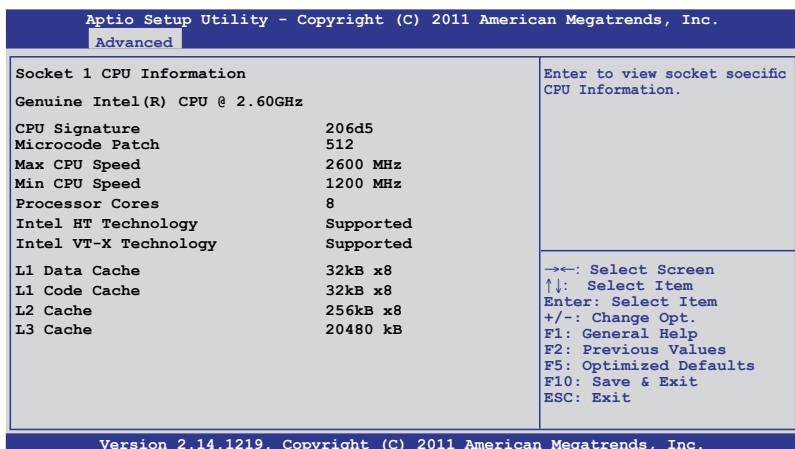 Aptio Setup Utility - Copyright (C) 2011 American Megatrends, Inc.
Advanced
Socket 1 CPU Information
Genuine Intel(R) CPU @ 2.60GHz
CPU Signature 206d5
Microcode Patch 512
Max CPU Speed 2600 MHz
Min CPU Speed 1200 MHz
Processor Cores 8
Intel HT Technology Supported
Intel VT-X Technology Supported
L1 Data Cache 32kB x8
L1 Code Cache 32kB x8
L2 Cache 256kB x8
L3 Cache 20480 kB
Enter to view socket soecific
CPU Information.
→←: Select Screen
↑↓: Select Item
Enter: Select Item
+/-: Change Opt.
F1: General Help
F2: Previous Values
F5: Optimized Defaults
F10: Save & Exit
ESC: Exit
Version 2.14.1219. Copyright (C) 2011 American Megatrends, Inc.